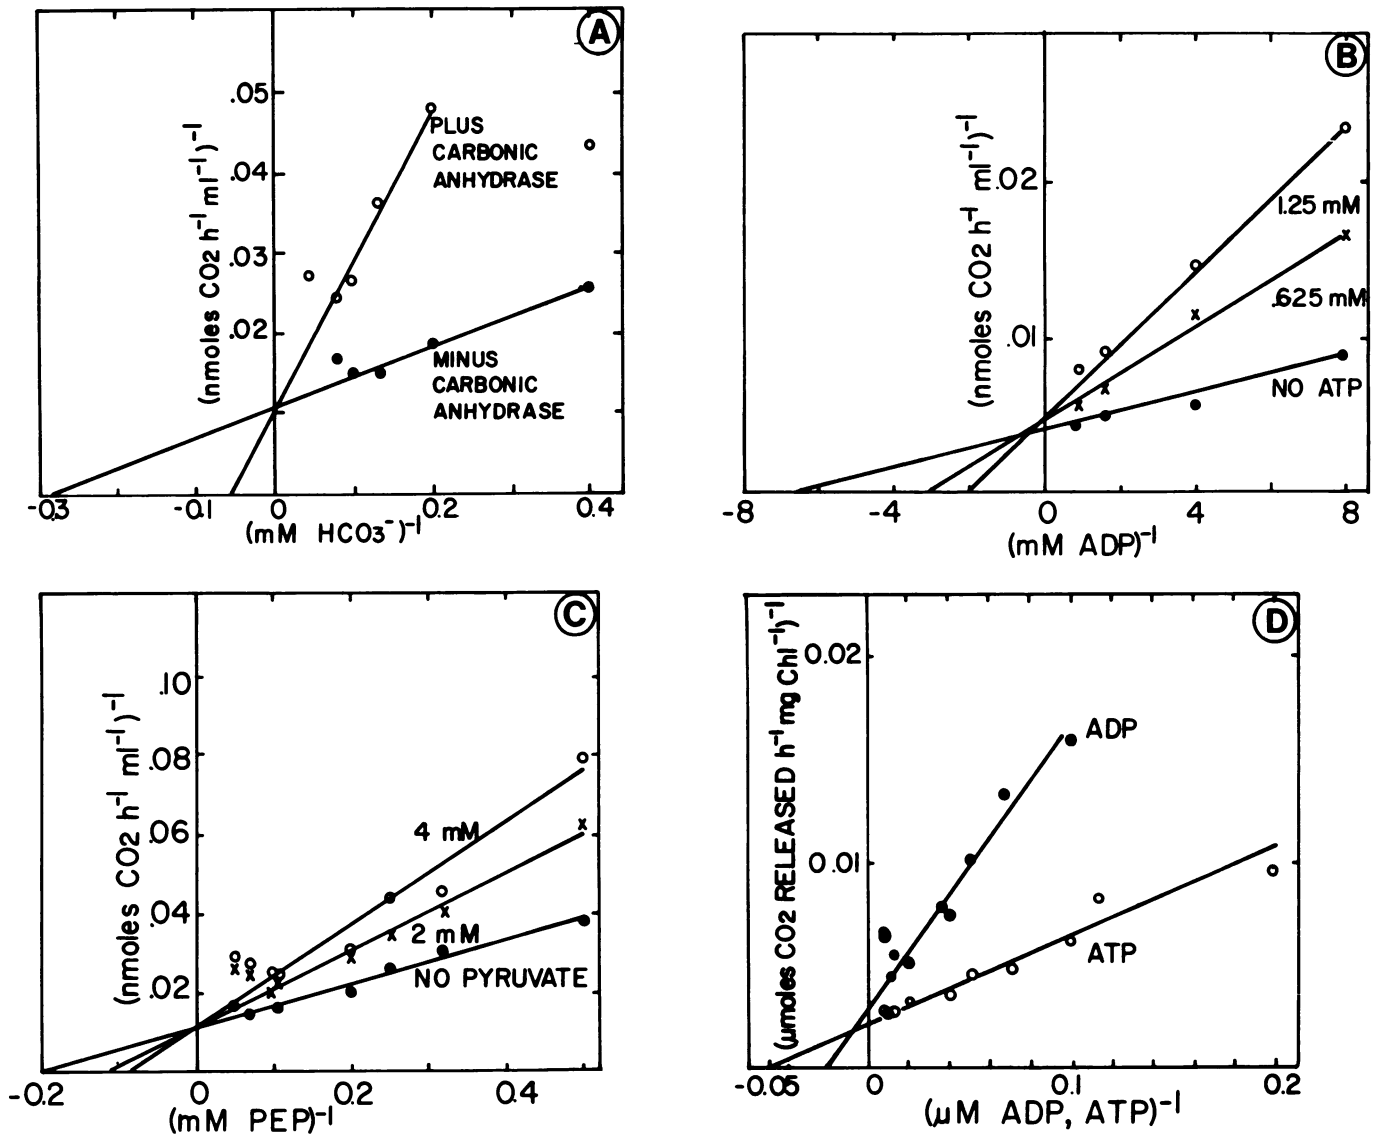 A
.05
.04
.03
.02
(nmoles CO2 h⁻¹ ml⁻¹)⁻¹
PLUS
CARBONIC
ANHYDRASE
MINUS
CARBONIC
ANHYDRASE
-0.3
-0.1
0
0.2
0.4
(mM HCO3⁻)⁻¹
B
.02
.01
(nmoles CO2 h⁻¹ ml⁻¹)⁻¹
1.25 mM
.625 mM
NO ATP
-8
-4
0
4
8
(mM ADP)⁻¹
C
.10
.08
.06
.04
.02
(nmoles CO2 h⁻¹ ml⁻¹)⁻¹
4 mM
2 mM
NO PYRUVATE
-0.2
0
0.2
0.4
(mM PEP)⁻¹
D
0.02
0.01
(µmoles CO2 RELEASED h⁻¹ mg Chl⁻¹)⁻¹
ADP
ATP
-0.05
0
0.1
0.2
(µM ADP, ATP)⁻¹